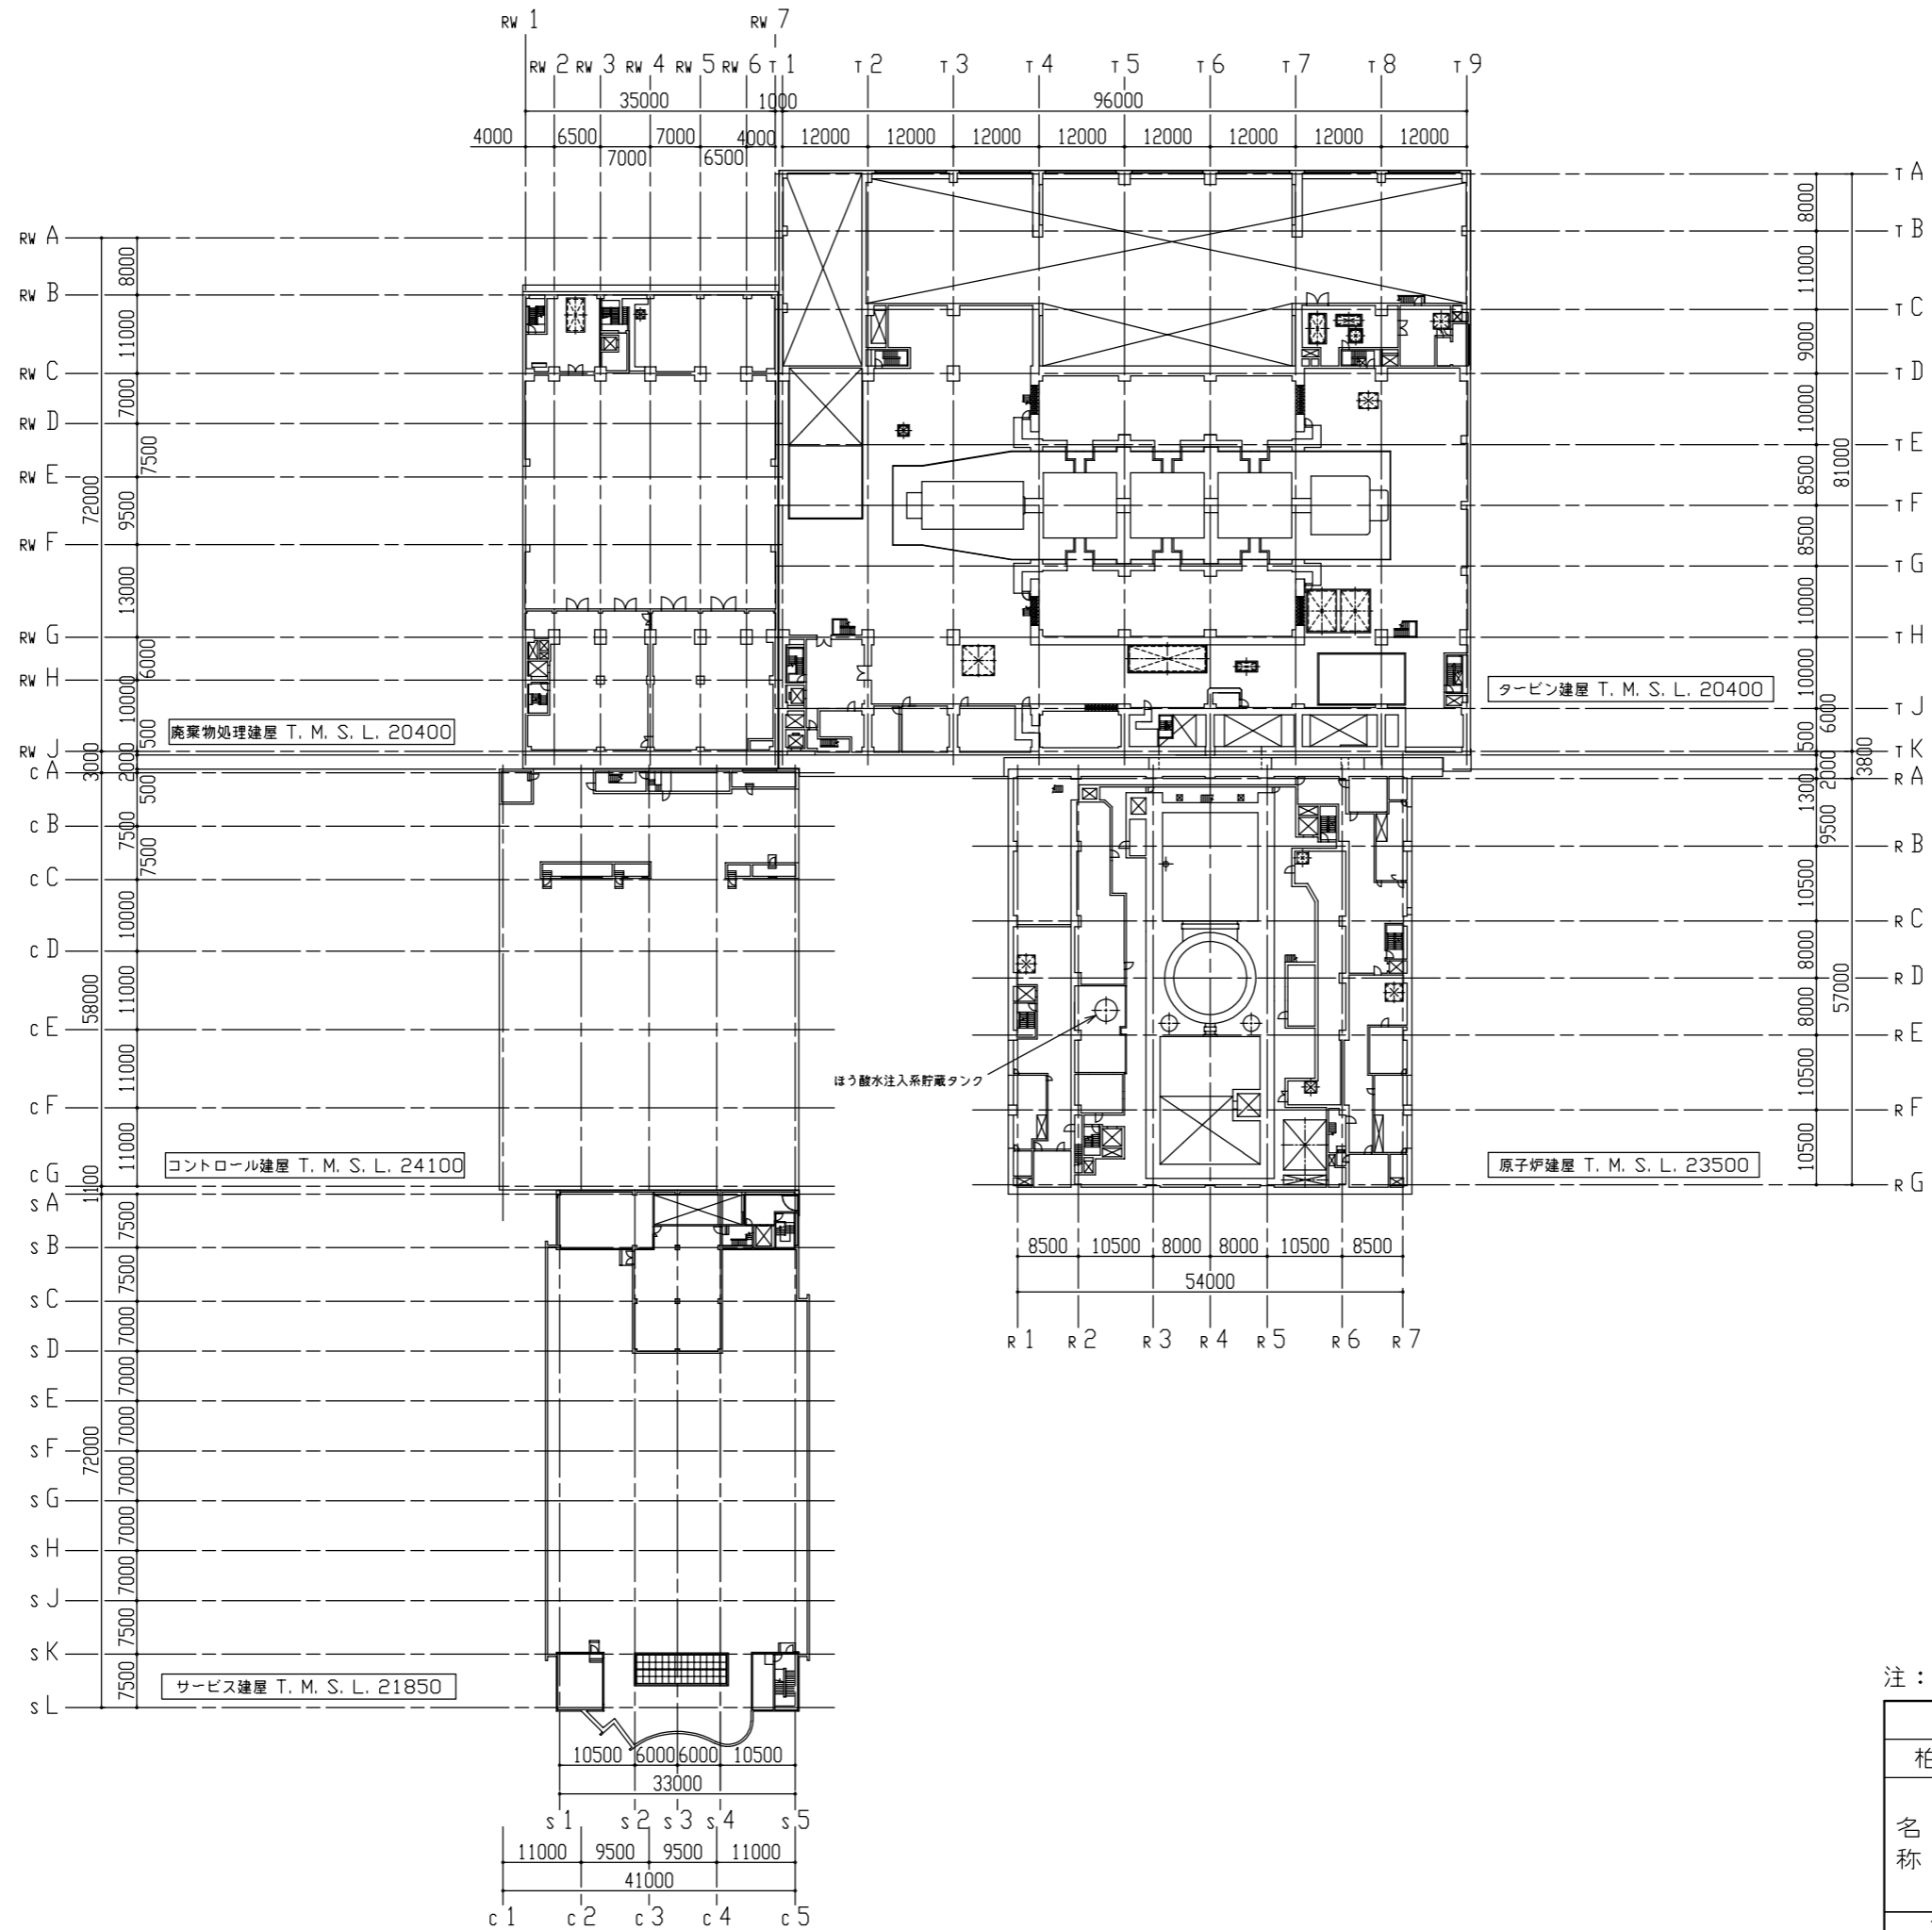 RW 1 RW 7
RW 2 RW 3 RW 4 RW 5 RW 6 T 1 T 2 T 3 T 4 T 5 T 6 T 7 T 8 T 9
35000 1000 96000
4000 6500 7000 4000 12000 12000 12000 12000 12000 12000 12000 12000
7000 6500
RW A
RW B
RW C
RW D
RW E
RW F
RW G
RW H
RW J
8000
11000
7000
7500
9500
13000
6000
10000
500
72000
3000
2000
廃棄物処理建屋 T. M. S. L. 20400
T A
T B
T C
T D
T E
T F
T G
T H
T J
T K
8000
11000
9000
10000
8500
8500
10000
10000
6000
500
81000
3800
2000
1300
タービン建屋 T. M. S. L. 20400
C A
C B
C C
C D
C E
C F
C G
500
7500
7500
10000
11000
11000
11000
58000
1100
コントロール建屋 T. M. S. L. 24100
R A
R B
R C
R D
R E
R F
R G
9500
10500
8000
8000
10500
10500
57000
ほう酸水注入系貯蔵タンク
原子炉建屋 T. M. S. L. 23500
8500 10500 8000 8000 10500 8500
54000
R 1 R 2 R 3 R 4 R 5 R 6 R 7
S A
S B
S C
S D
S E
S F
S G
S H
S J
S K
S L
7500
7500
7000
7000
7000
7000
7000
7000
7000
7500
7500
72000
サービス建屋 T. M. S. L. 21850
10500 6000 6000 10500
33000
S 1 S 2 S 3 S 4 S 5
11000 9500 9500 11000
41000
C 1 C 2 C 3 C 4 C 5
注：
名
称